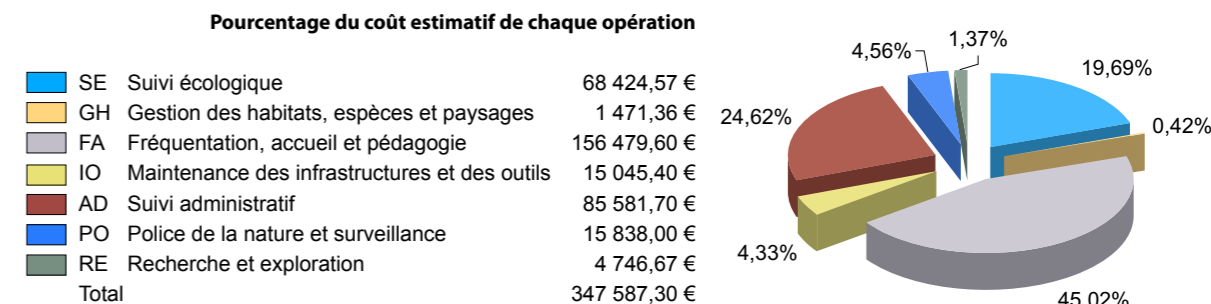 Pourcentage du coût estimatif de chaque opération
SE Suivi écologique 68 424,57 €
GH Gestion des habitats, espèces et paysages 1 471,36 €
FA Fréquentation, accueil et pédagogie 156 479,60 €
IO Maintenance des infrastructures et des outils 15 045,40 €
AD Suivi administratif 85 581,70 €
PO Police de la nature et surveillance 15 838,00 €
RE Recherche et exploration 4 746,67 €
Total 347 587,30 €
4,56%
1,37%
19,69%
24,62%
0,42%
4,33%
45,02%